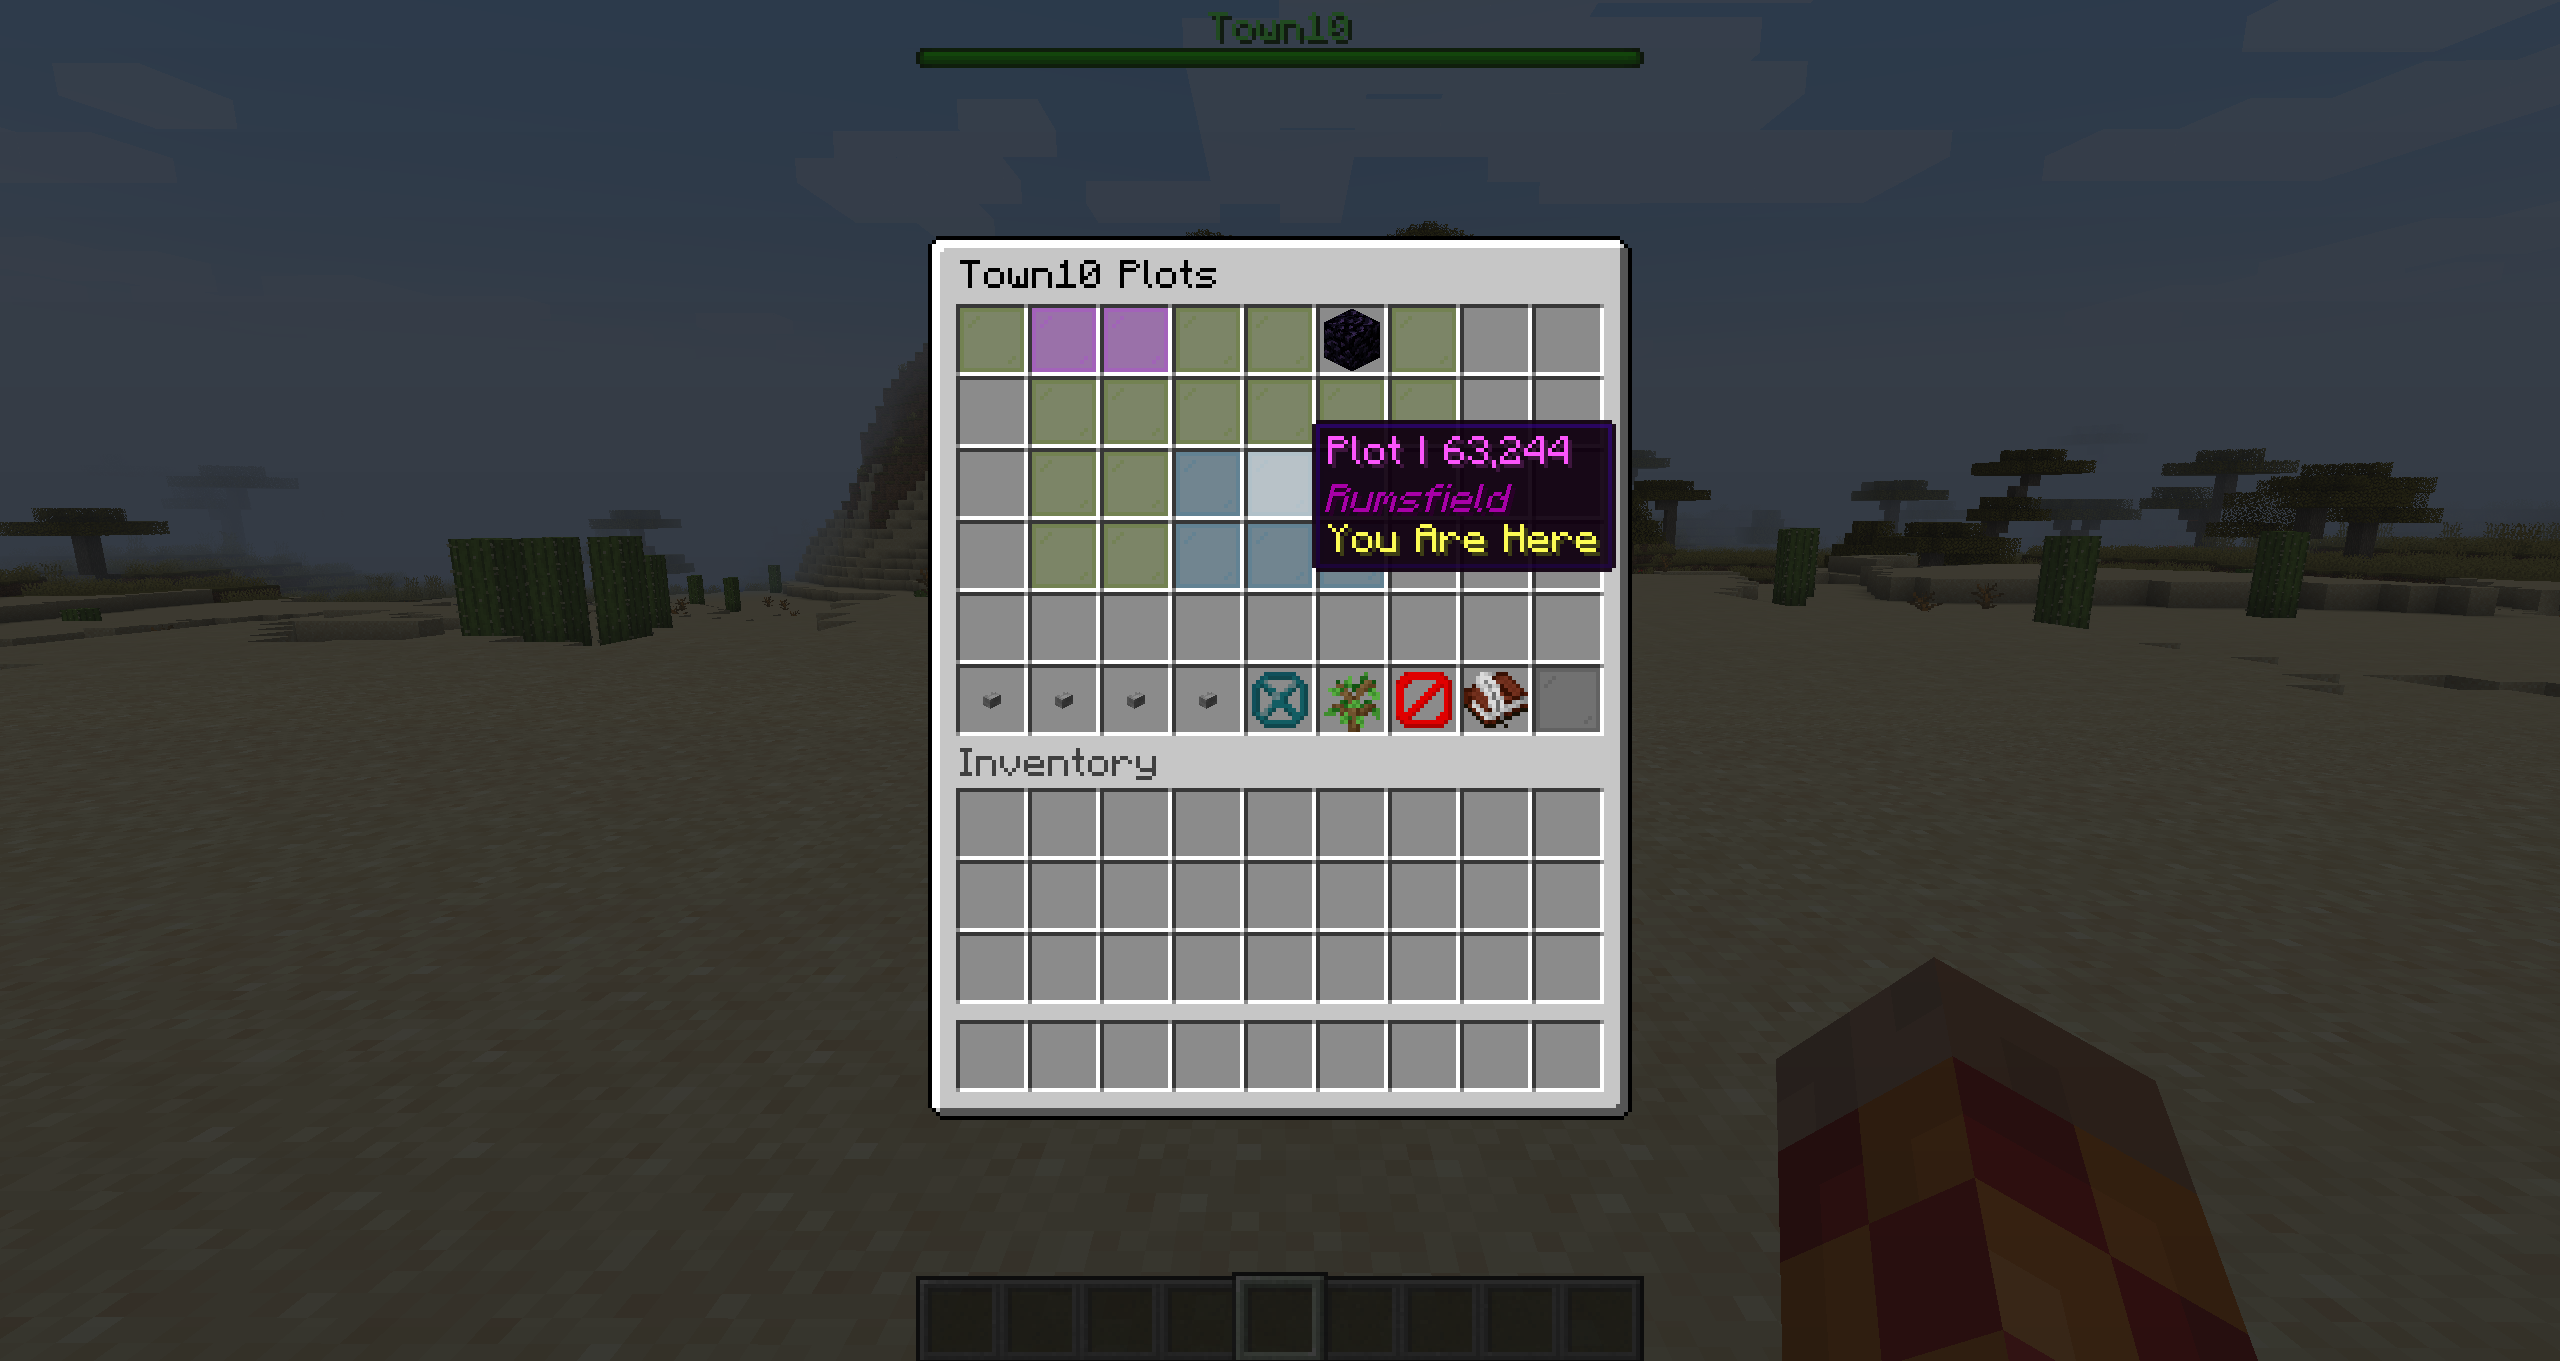 Town10
Town10 Plots
Plot | 63,244
Rumsfield
You Are Here
Inventory